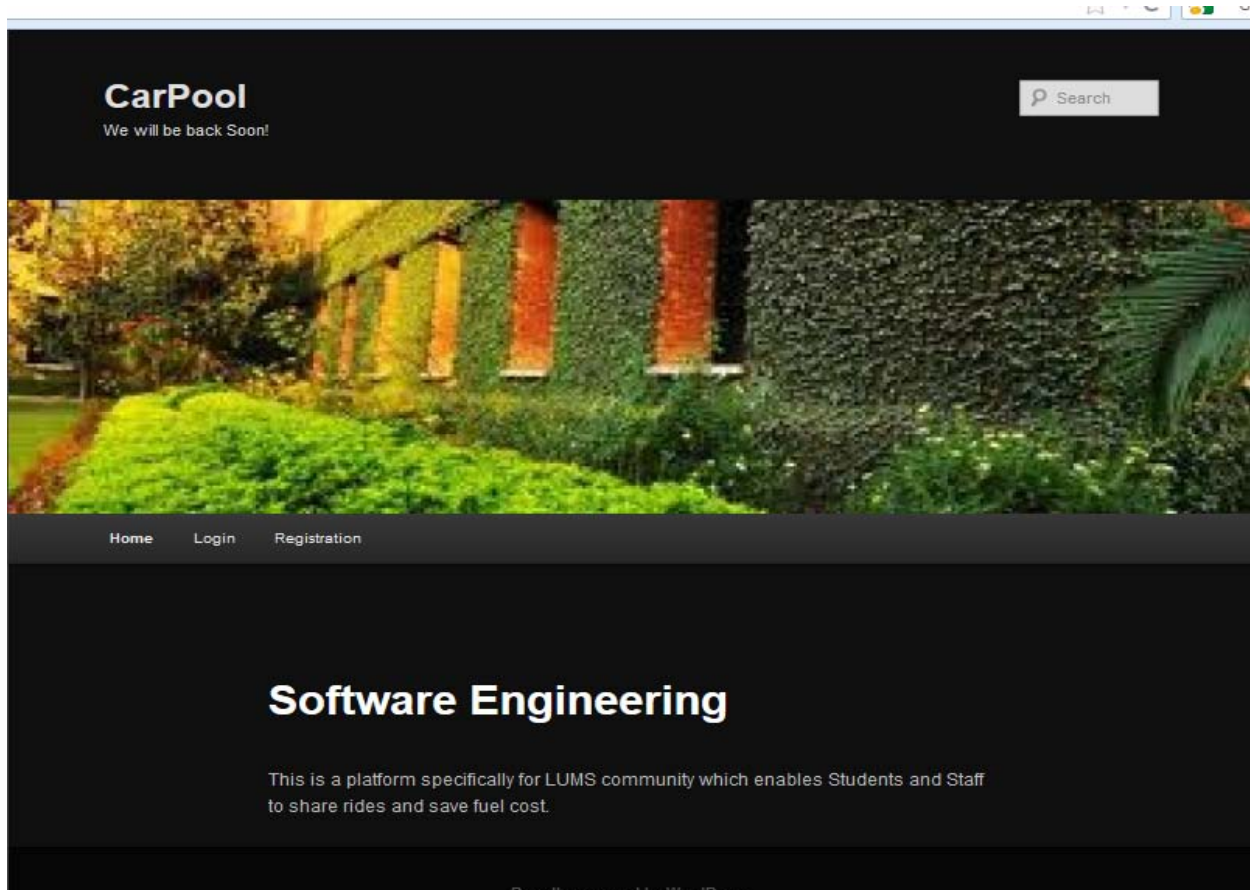 CarPool
Search
We will be back Soon!
Home Login Registration
Software Engineering
This is a platform specifically for LUMS community which enables Students and Staff
to share rides and save fuel cost.